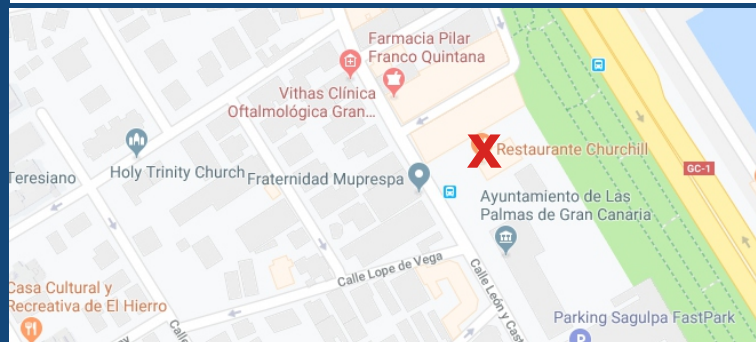 Farmacia Pilar
Franco Quintana
Vithas Clínica
Oftalmológica Gran...
X
Restaurante Churchill
GC-1
Teresiano
Holy Trinity Church
Fraternidad Muprespa
Ayuntamiento de Las
Palmas de Gran Canaria
Calle Lope de Vega
Casa Cultural y
Recreativa de El Hierro
Calle
Calle León y Cast
Parking Sagulpa FastPark
P